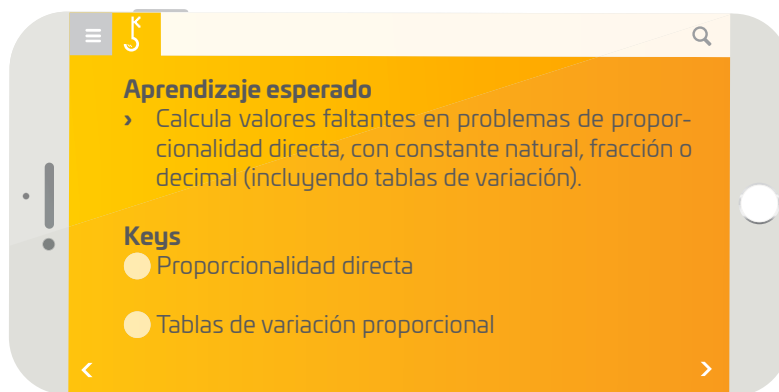 Aprendizaje esperado
› Calcula valores faltantes en problemas de propor-
cionalidad directa, con constante natural, fracción o
decimal (incluyendo tablas de variación).
Keys
Proporcionalidad directa
Tablas de variación proporcional